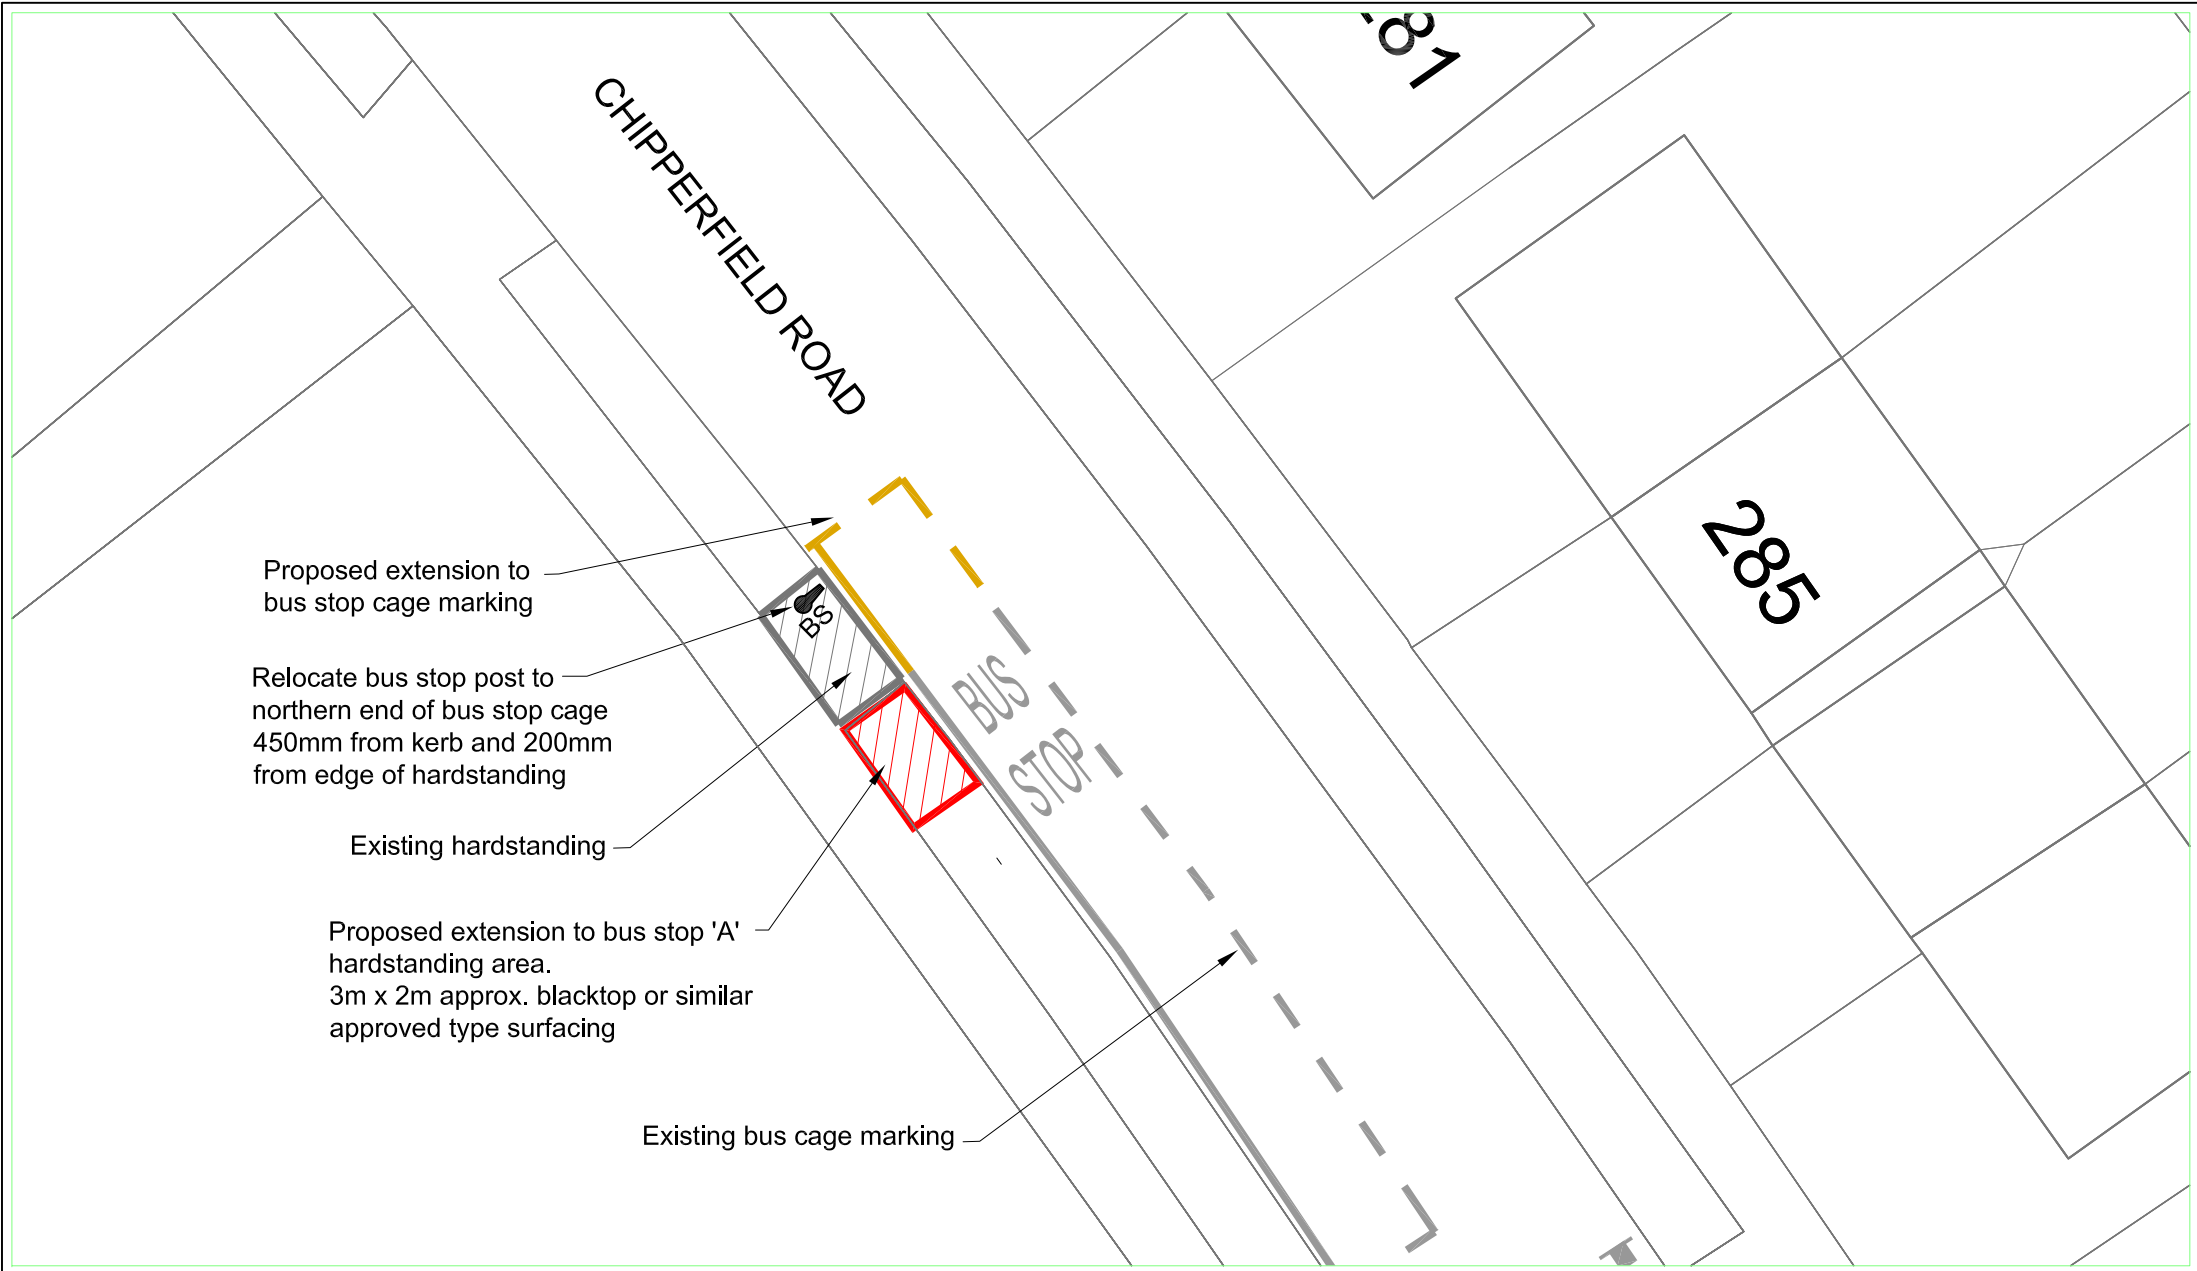 281
CHIPPERFIELD ROAD
285
Proposed extension to
bus stop cage marking
BS
Relocate bus stop post to
northern end of bus stop cage
450mm from kerb and 200mm
from edge of hardstanding
BUS
STOP
Existing hardstanding
Proposed extension to bus stop 'A'
hardstanding area.
3m x 2m approx. blacktop or similar
approved type surfacing
Existing bus cage marking